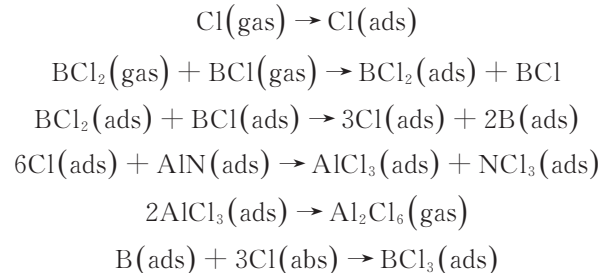 Cl(gas) → Cl(ads)
BCl₂(gas) + BCl(gas) → BCl₂(ads) + BCl
BCl₂(ads) + BCl(ads) → 3Cl(ads) + 2B(ads)
6Cl(ads) + AlN(ads) → AlCl₃(ads) + NCl₃(ads)
2AlCl₃(ads) → Al₂Cl₆(gas)
B(ads) + 3Cl(abs) → BCl₃(ads)